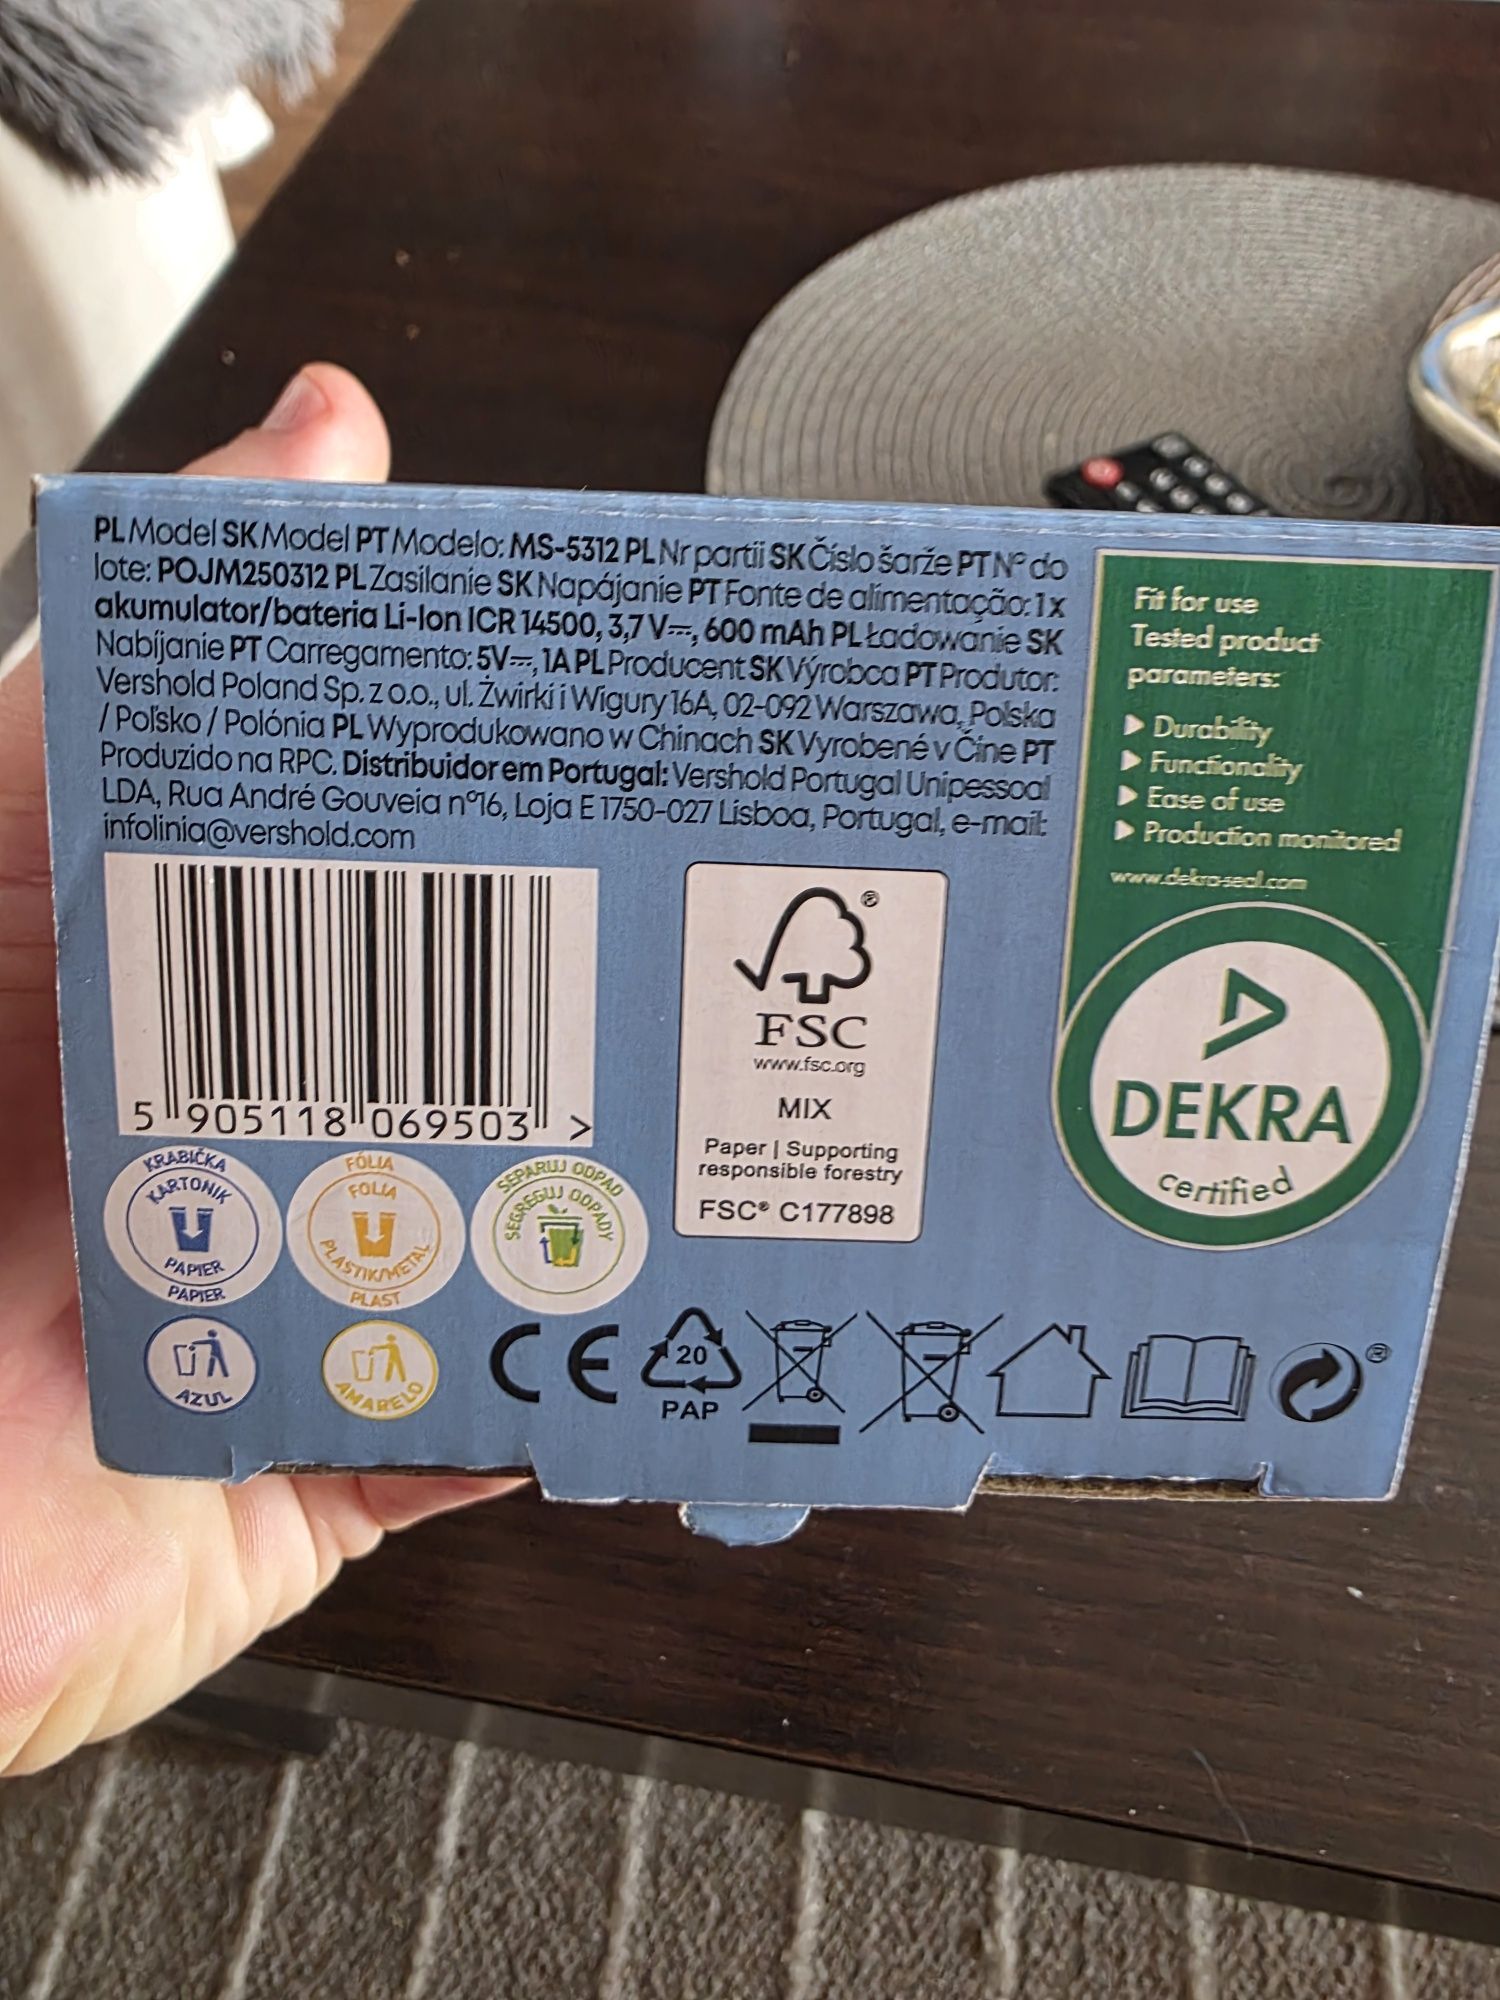 PL Model SK Model PT Modelo: MS-5312 PL Nr partii SK Číslo šarže PT Nº do
lote: POJM250312 PL Zasilanie SK Napájanie PT Fonte de alimentação: 1x
akumulator/bateria Li-Ion ICR 14500, 3,7 V⎓, 600 mAh PL Ładowanie SK
Nabíjanie PT Carregamento: 5V⎓, 1A PL Producent SK Výrobca PT Produtor:
Vershold Poland Sp. z o.o., ul. Żwirki i Wigury 16A, 02-092 Warszawa, Polska
/ Poľsko / Polónia PL Wyprodukowano w Chinach SK Vyrobené v Číne PT
Produzido na RPC. Distribuidor em Portugal: Vershold Portugal Unipessoal
LDA, Rua André Gouveia nº16, Loja E 1750-027 Lisboa, Portugal, e-mail:
infolinia@vershold.com
Fit for use
Tested product
parameters:
Durability
Functionality
Ease of use
Production monitored
www.dekra-seal.com
DEKRA
certified
5 905118 069503 >
FSC®
www.fsc.org
MIX
Paper | Supporting
responsible forestry
FSC® C177898
KRABIČKA
KARTONIK
PAPIER
PAPIER
FÓLIA
FOLIA
PLASTIK/METAL
PLAST
SEPARUJ ODPAD
SEGREGUJ ODPADY
AZUL
AMARELO
CE
20
PAP
®